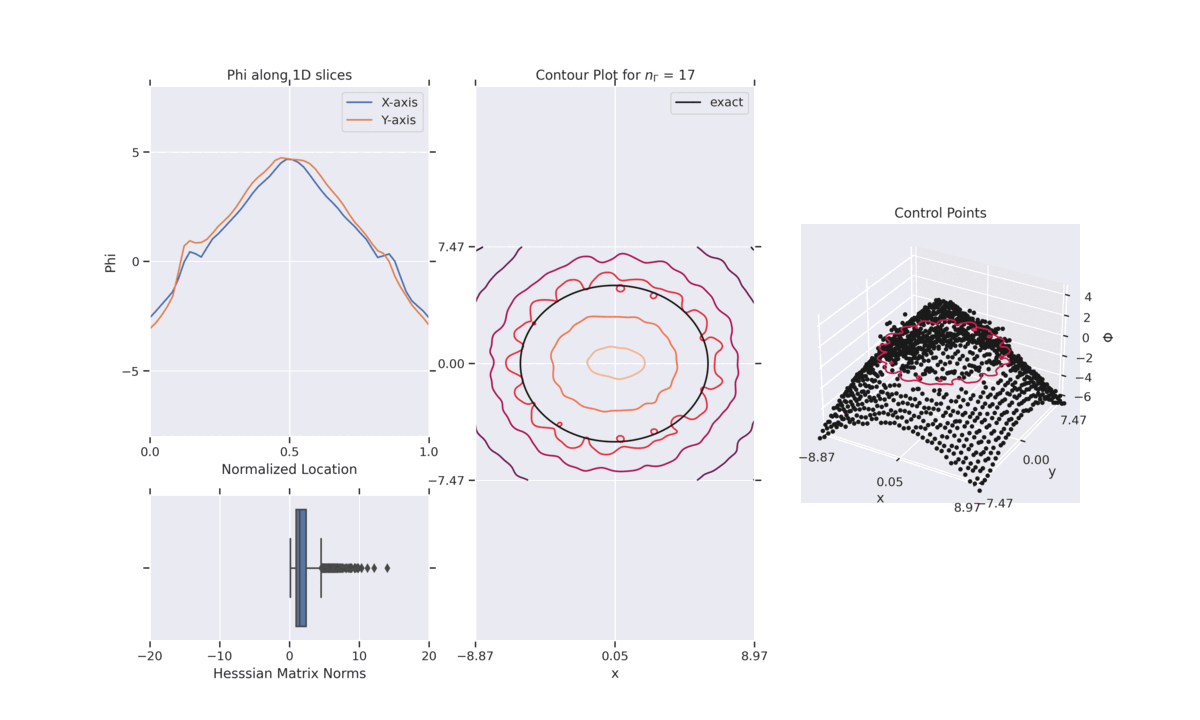 Phi along 1D slices
X-axis
Y-axis
5
0
−5
Phi
0.0
0.5
1.0
Normalized Location
−20
−10
0
10
20
Hesssian Matrix Norms
Contour Plot for nΓ = 17
exact
7.47
0.00
−7.47
−8.87
0.05
8.97
x
Control Points
4
2
0
−2
−4
−6
Φ
7.47
0.00
−7.47
y
−8.87
0.05
8.97
x